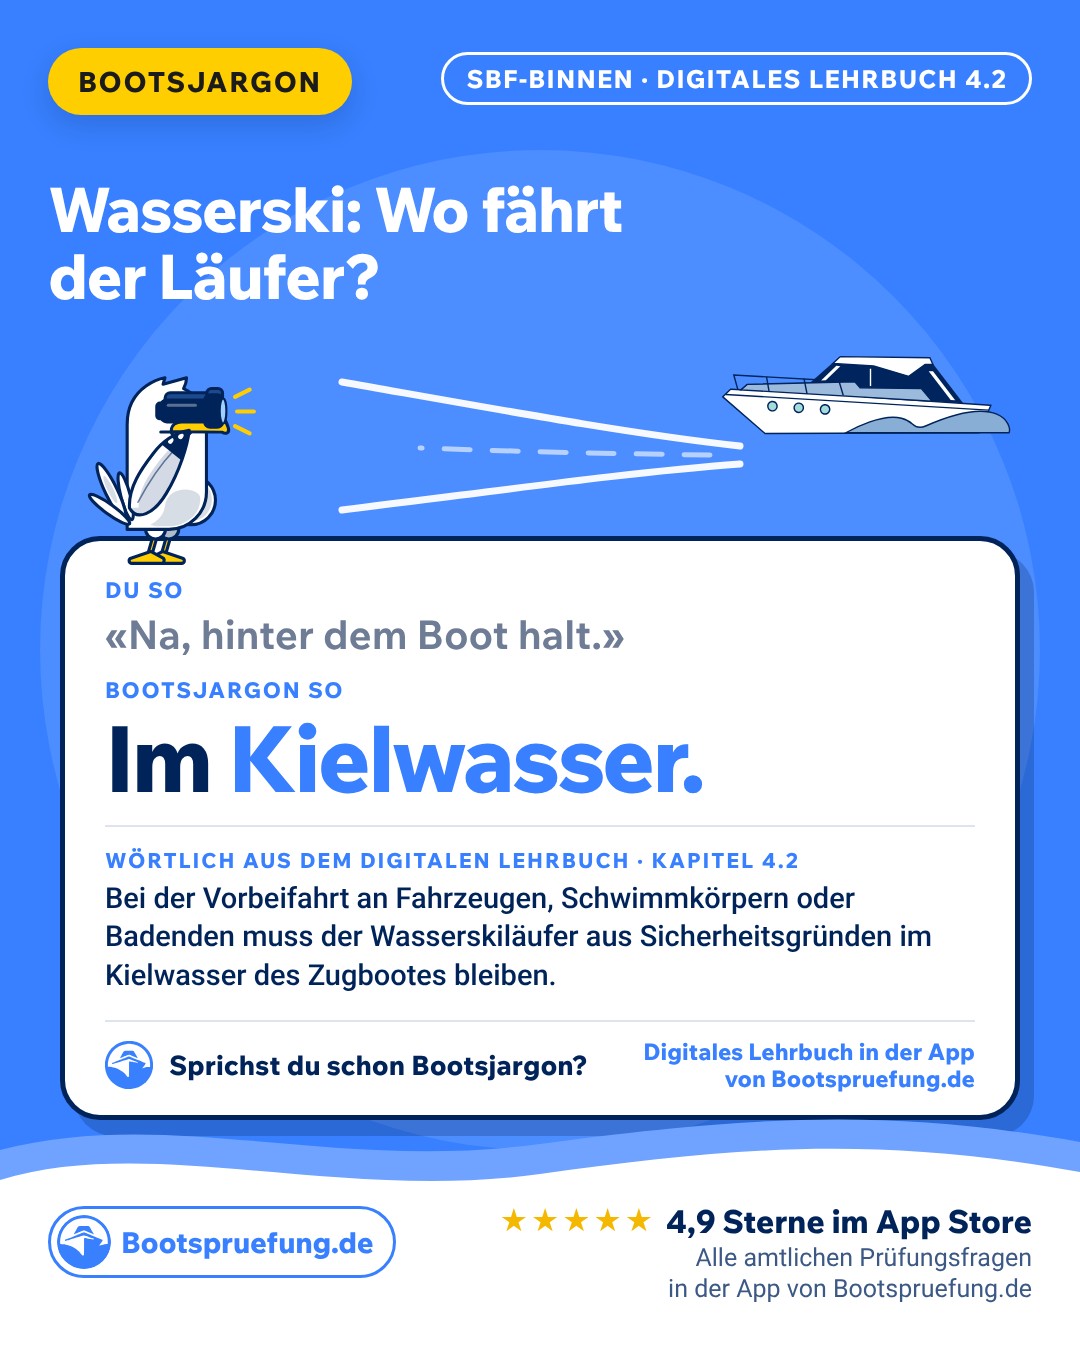 BOOTSJARGON
SBF-BINNEN · DIGITALES LEHRBUCH 4.2
Wasserski: Wo fährt
der Läufer?
DU SO
«Na, hinter dem Boot halt.»
BOOTSJARGON SO
Im Kielwasser.
WÖRTLICH AUS DEM DIGITALEN LEHRBUCH · KAPITEL 4.2
Bei der Vorbeifahrt an Fahrzeugen, Schwimmkörpern oder
Badenden muss der Wasserskiläufer aus Sicherheitsgründen im
Kielwasser des Zugbootes bleiben.
Sprichst du schon Bootsjargon?
Digitales Lehrbuch in der App
von Bootspruefung.de
Bootspruefung.de
★★★★★ 4,9 Sterne im App Store
Alle amtlichen Prüfungsfragen
in der App von Bootspruefung.de